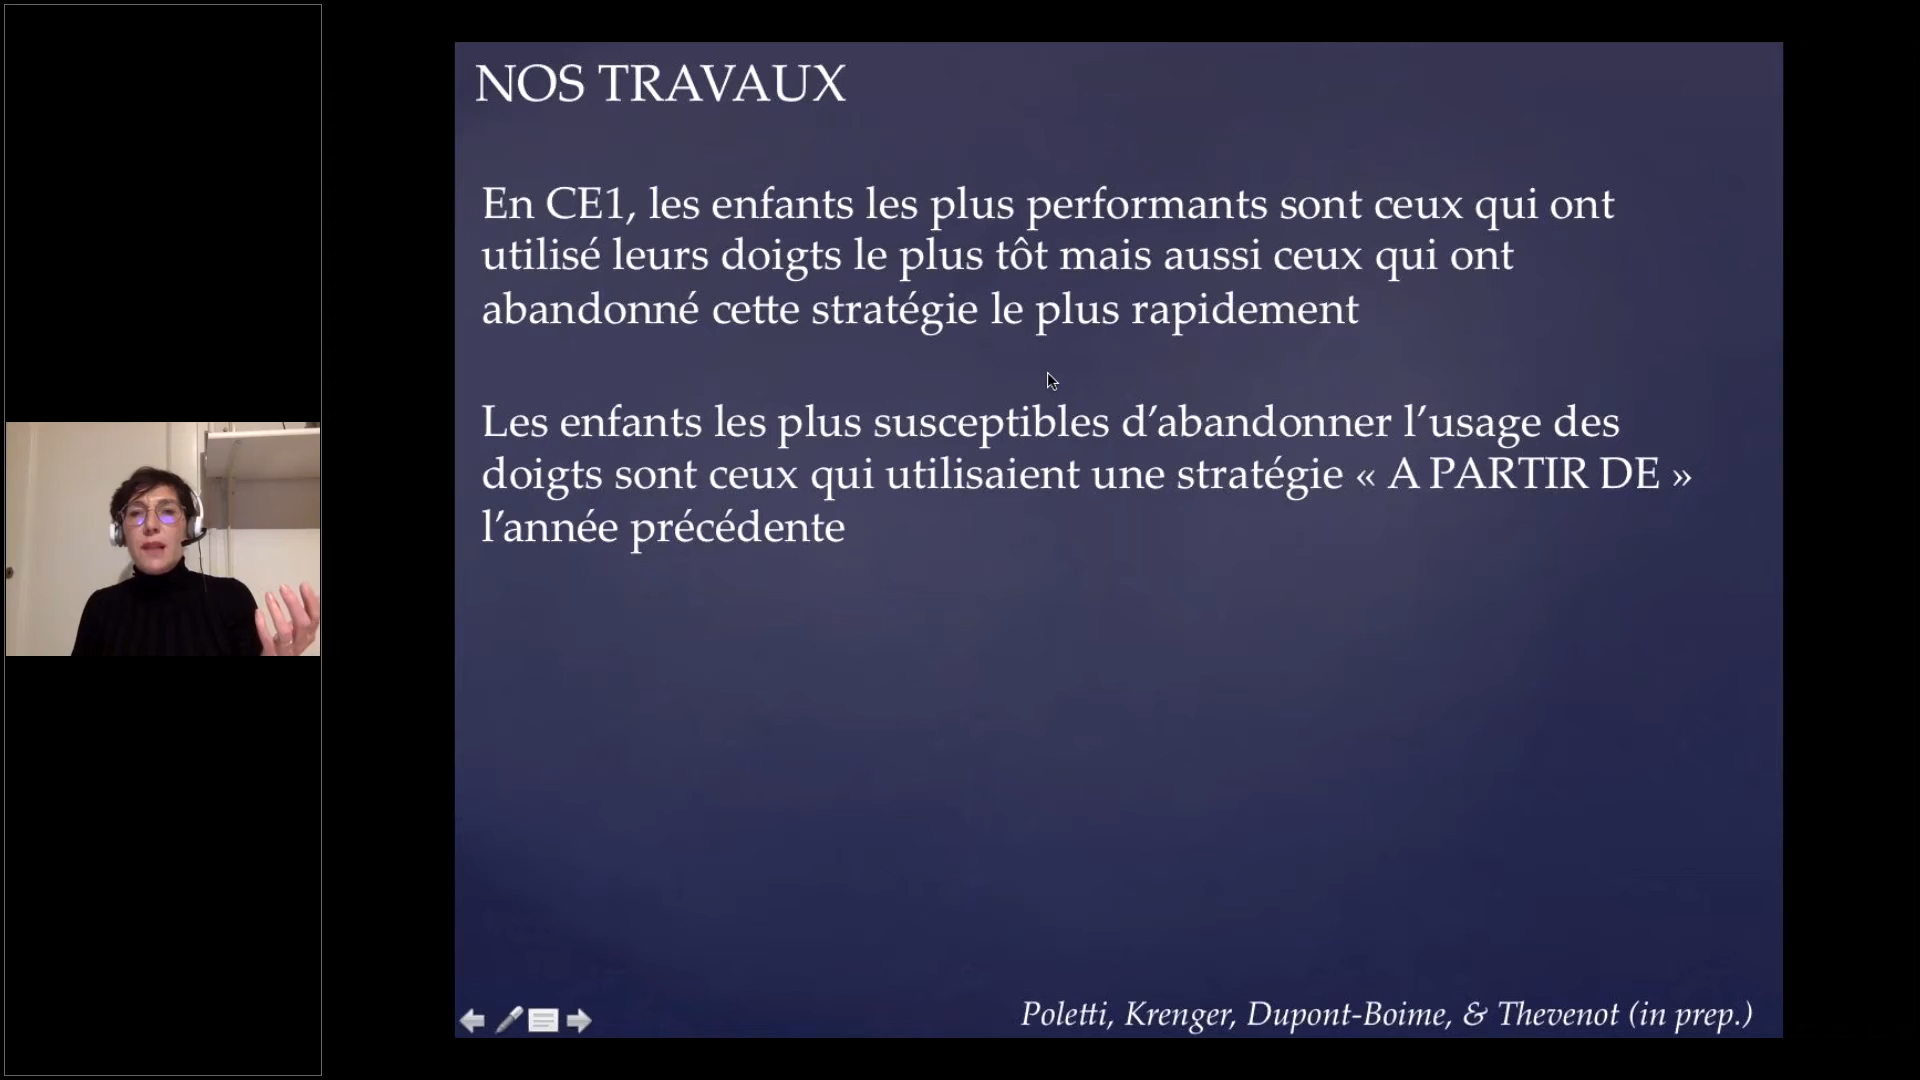 NOS TRAVAUX
En CE1, les enfants les plus performants sont ceux qui ont
utilisé leurs doigts le plus tôt mais aussi ceux qui ont
abandonné cette stratégie le plus rapidement
Les enfants les plus susceptibles d’abandonner l’usage des
doigts sont ceux qui utilisaient une stratégie « A PARTIR DE »
l’année précédente
Poletti, Krenger, Dupont-Boime, & Thevenot (in prep.)